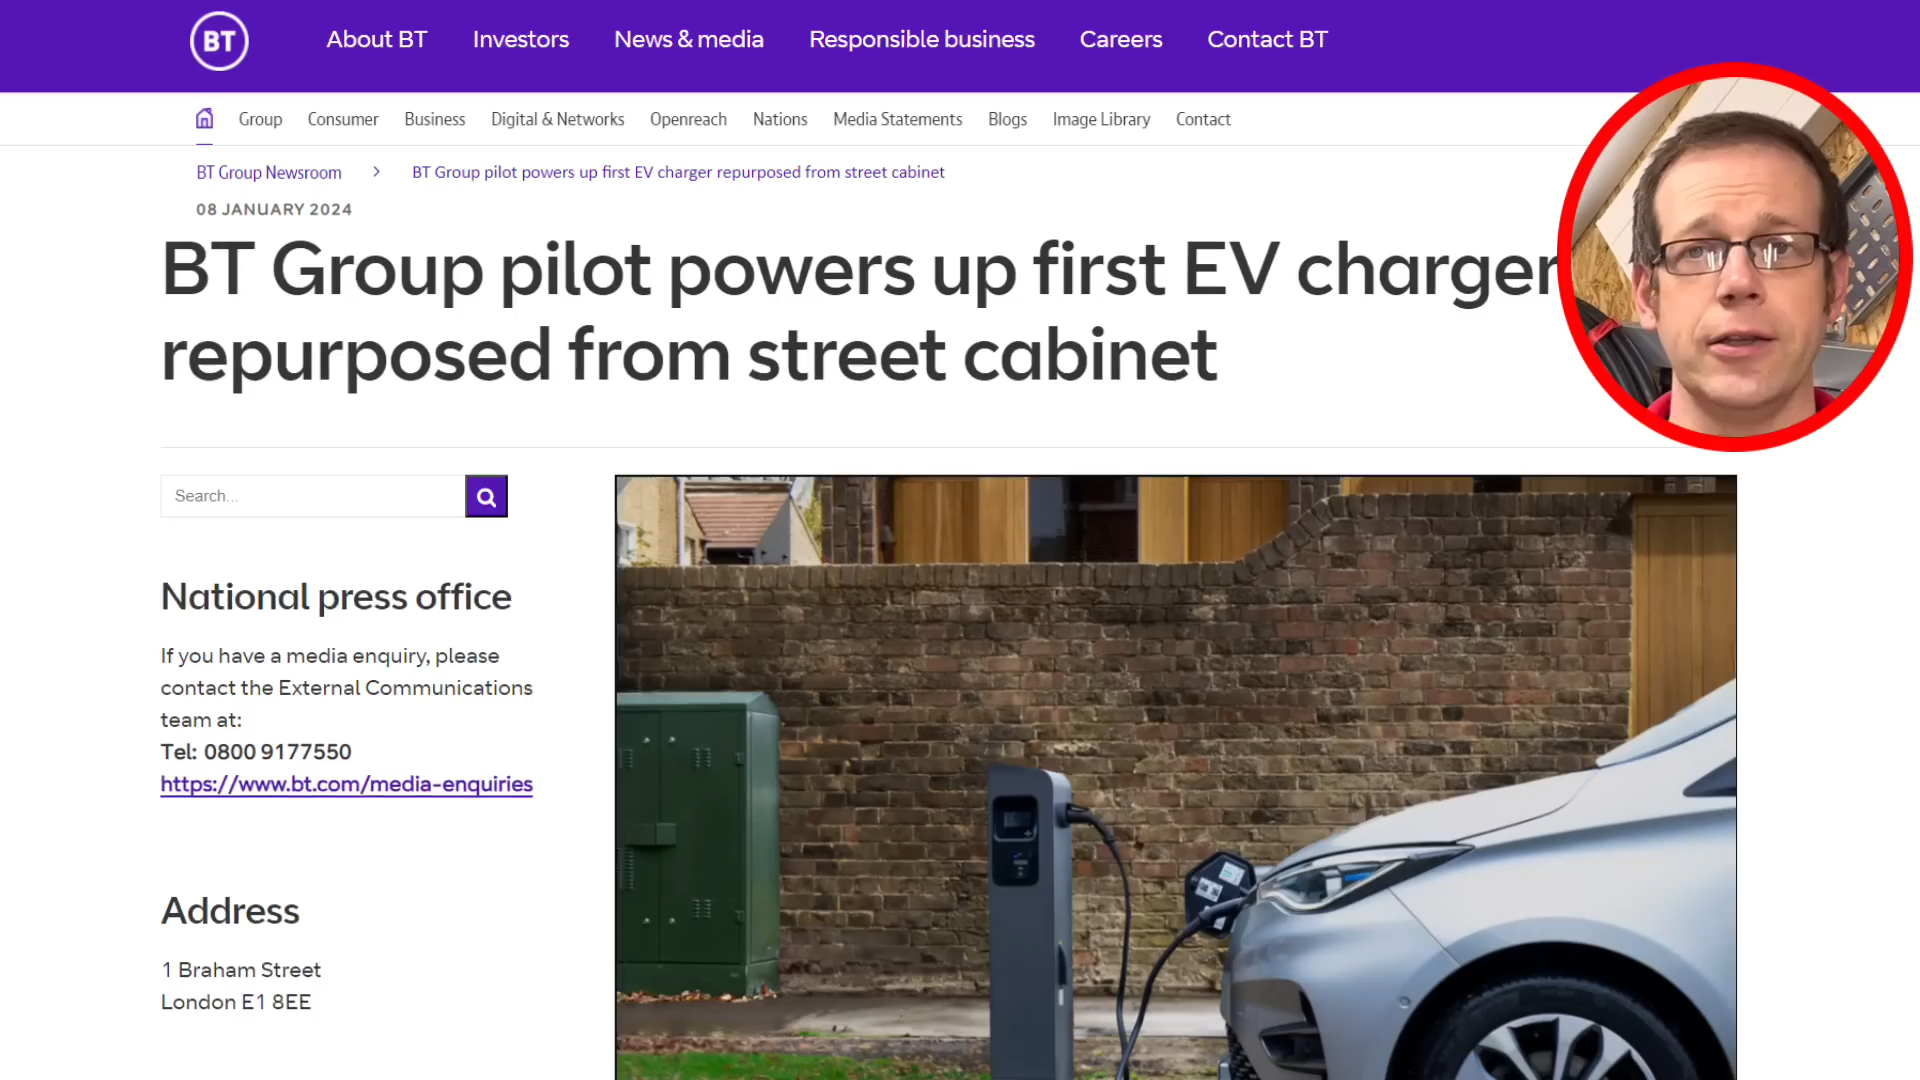 BT
About BT
Investors
News & media
Responsible business
Careers
Contact BT
Group
Consumer
Business
Digital & Networks
Openreach
Nations
Media Statements
Blogs
Image Library
Contact
BT Group Newsroom > BT Group pilot powers up first EV charger repurposed from street cabinet
08 JANUARY 2024
BT Group pilot powers up first EV charger
repurposed from street cabinet
Search...
National press office
If you have a media enquiry, please
contact the External Communications
team at:
Tel: 0800 9177550
https://www.bt.com/media-enquiries
Address
1 Braham Street
London E1 8EE